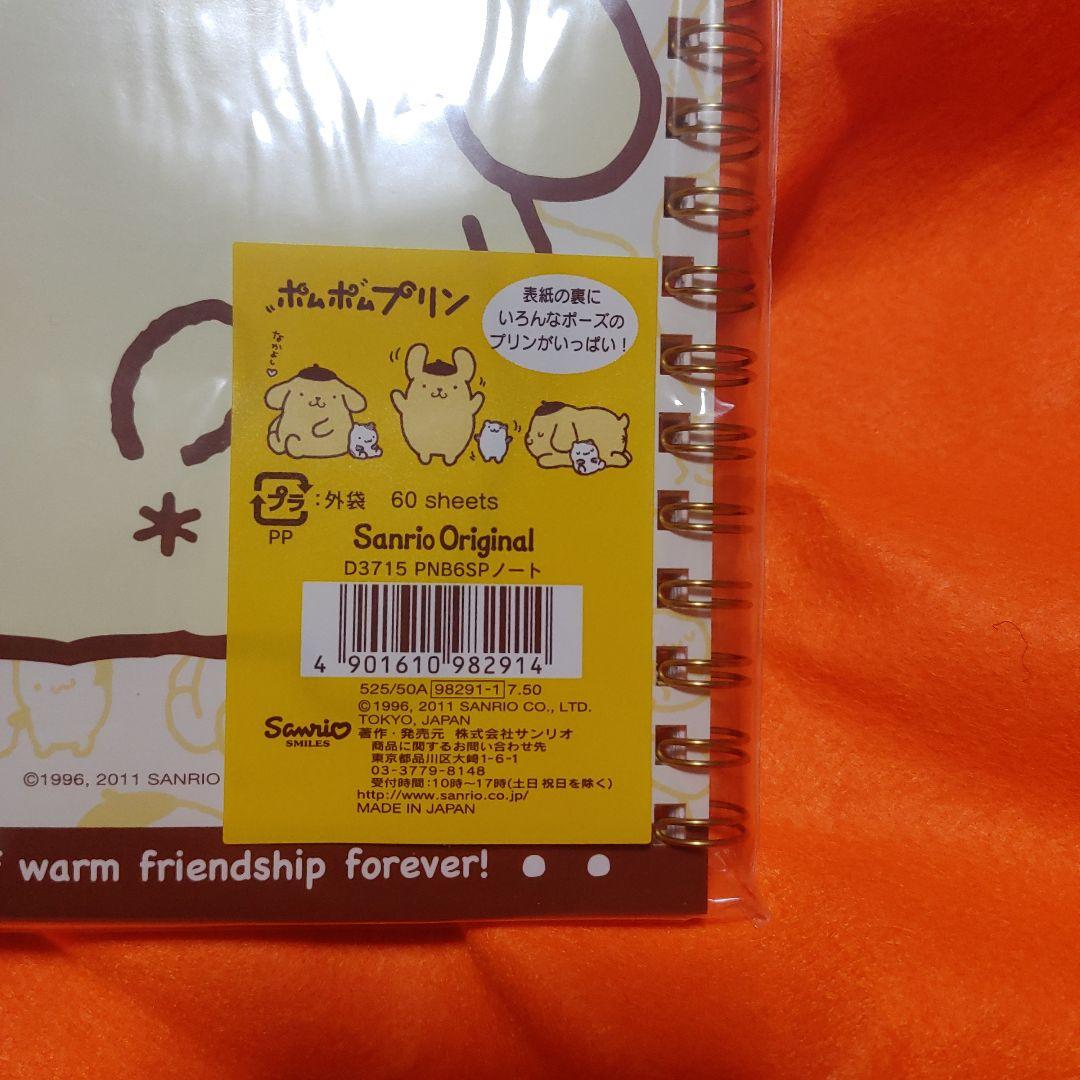 ポムポムプリン
表紙の裏に
いろんなポーズの
プリンがいっぱい！
なかよし♡
プラ：外袋 60 sheets
PP
Sanrio Original
D3715 PNB6SPノート
4 901610 982914
525/50A 98291-1 7.50
©1996, 2011 SANRIO CO., LTD.
TOKYO, JAPAN
Sanrio
SMILES
著作・発売元 株式会社サンリオ
商品に関するお問い合わせ先
東京都品川区大崎1-6-1
03-3779-8148
受付時間：10時～17時(土日祝日を除く)
http://www.sanrio.co.jp/
MADE IN JAPAN
©1996, 2011 SANRIO
warm friendship forever!